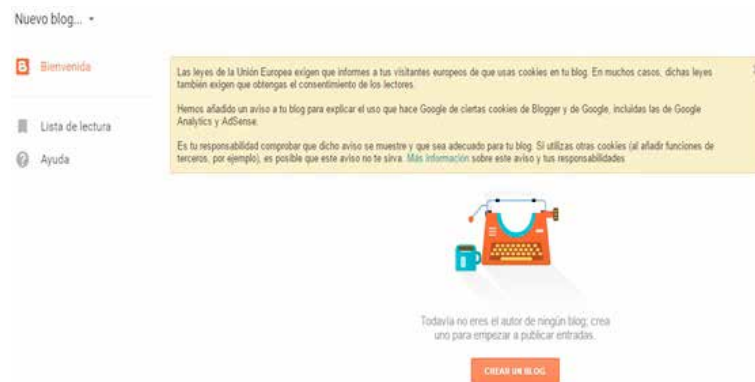 Nuevo blog...
Bienvenida
Lista de lectura
Ayuda
Las leyes de la Unión Europea exigen que informes a tus visitantes europeos de que usas cookies en tu blog. En muchos casos, dichas leyes
también exigen que obtengas el consentimiento de los lectores.
Hemos añadido un aviso a tu blog para explicar el uso que hace Google de ciertas cookies de Blogger y de Google, incluidas las de Google
Analytics y AdSense.
Es tu responsabilidad comprobar que dicho aviso se muestre y que sea adecuado para tu blog. Si utilizas otras cookies (al añadir funciones de
terceros, por ejemplo), es posible que este aviso no te sirva. Más información sobre este aviso y tus responsabilidades
Todavía no eres el autor de ningún blog; crea
uno para empezar a publicar entradas.
CREAR UN BLOG